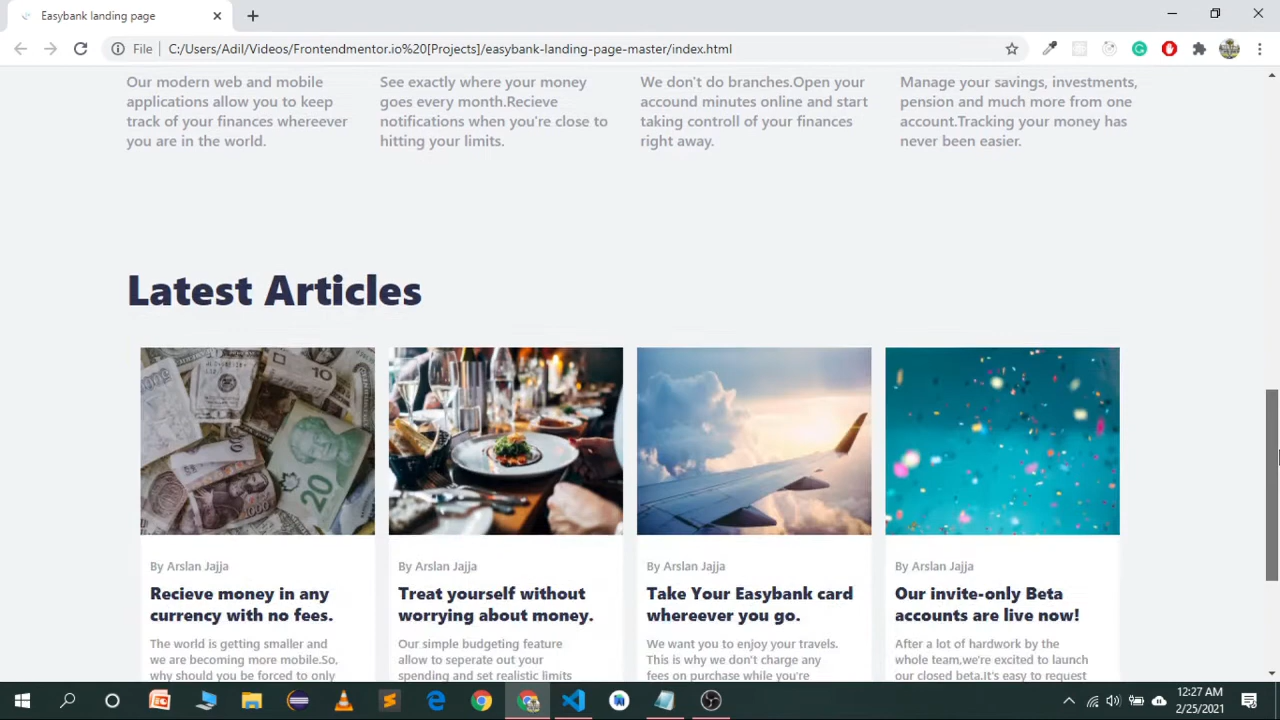 Easybank landing page
File
C:/Users/Adil/Videos/Frontendmentor.io%20[Projects]/easybank-landing-page-master/index.html
Our modern web and mobile
applications allow you to keep
track of your finances whereever
you are in the world.
See exactly where your money
goes every month.Recieve
notifications when you're close to
hitting your limits.
We don't do branches.Open your
accound minutes online and start
taking controll of your finances
right away.
Manage your savings, investments,
pension and much more from one
account.Tracking your money has
never been easier.
Latest Articles
By Arslan Jajja
Recieve money in any
currency with no fees.
The world is getting smaller and
we are becoming more mobile.So,
why should you be forced to only
By Arslan Jajja
Treat yourself without
worrying about money.
Our simple budgeting feature
allow to seperate out your
spending and set realistic limits
By Arslan Jajja
Take Your Easybank card
whereever you go.
We want you to enjoy your travels.
This is why we don't charge any
fees on purchase while you're
By Arslan Jajja
Our invite-only Beta
accounts are live now!
After a lot of hardwork by the
whole team,we're excited to launch
our closed beta.It's easy to request
12:27 AM
2/25/2021